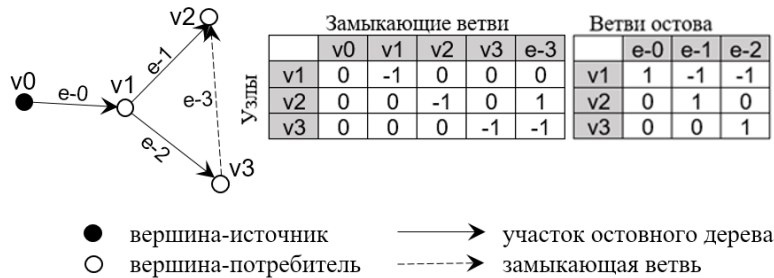 v0
e-0
v1
e-1
v2
e-2
e-3
v3
Узлы
Замыкающие ветви
v0 v1 v2 v3 e-3
v1 0 -1 0 0 0
v2 0 0 -1 0 1
v3 0 0 0 -1 -1
Ветви остова
e-0 e-1 e-2
v1 1 -1 -1
v2 0 1 0
v3 0 0 1
вершина-источник
участок остовного дерева
вершина-потребитель
замыкающая ветвь